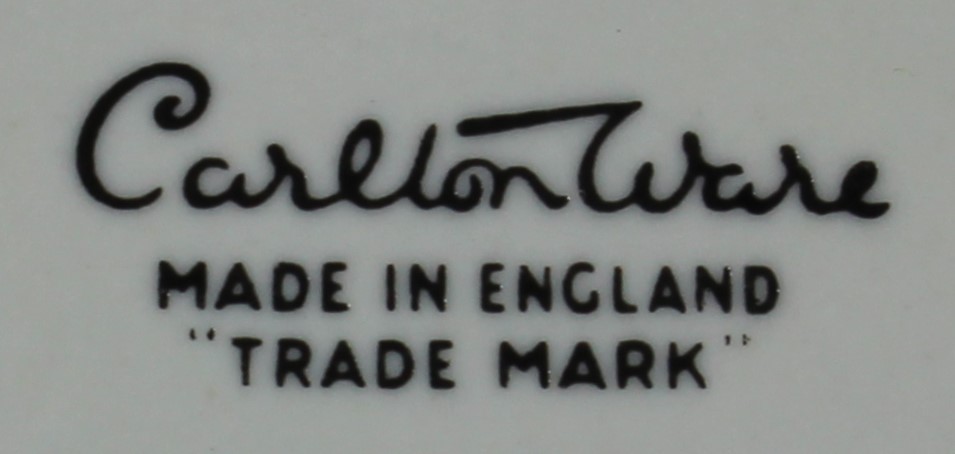 Carlton Ware
MADE IN ENGLAND
"TRADE MARK"